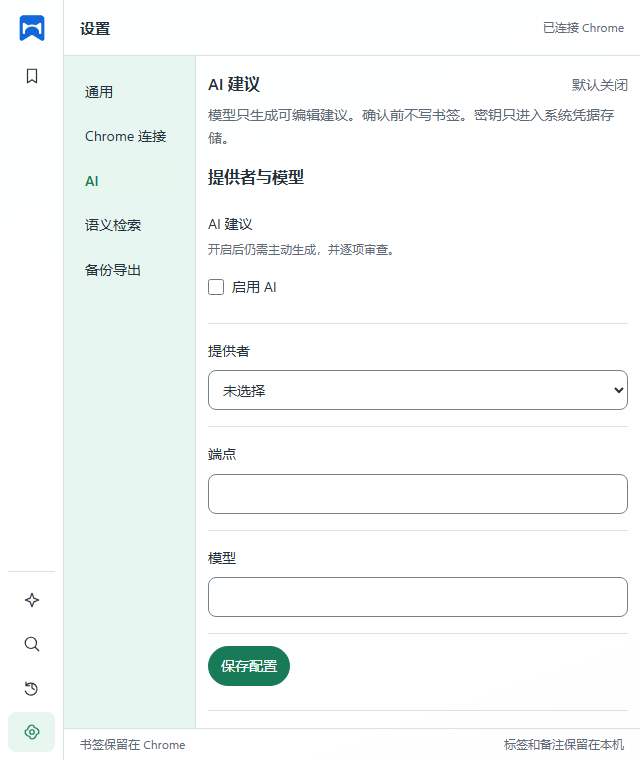 设置
已连接 Chrome
通用
Chrome 连接
AI
语义检索
备份导出
AI 建议
默认关闭
模型只生成可编辑建议。确认前不写书签。密钥只进入系统凭据存
储。
提供者与模型
AI 建议
开启后仍需主动生成，并逐项审查。
启用 AI
提供者
未选择
端点
模型
保存配置
书签保留在 Chrome
标签和备注保留在本机